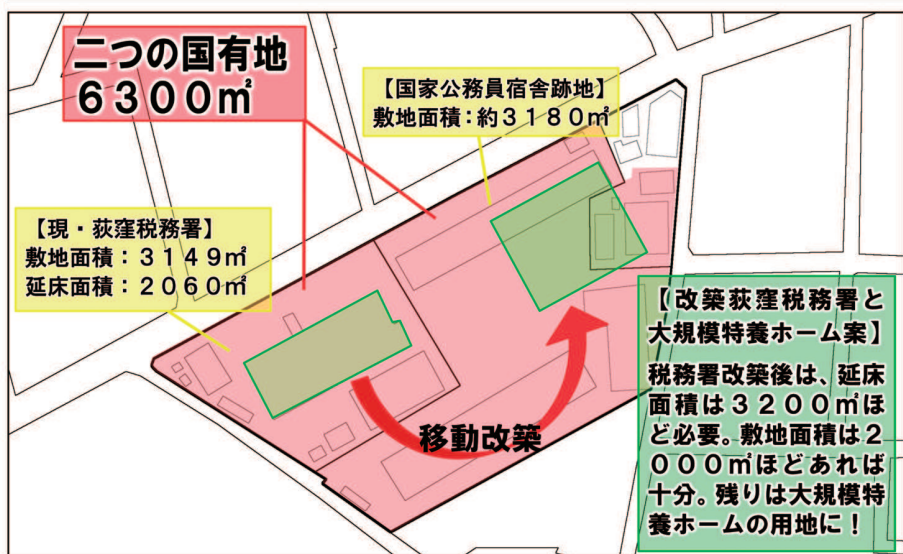 二つの国有地
６３００㎡
【国家公務員宿舎跡地】
敷地面積：約３１８０㎡
【現・荻窪税務署】
敷地面積：３１４９㎡
延床面積：２０６０㎡
移動改築
【改築荻窪税務署と
大規模特養ホーム案】
税務署改築後は、延床
面積は３２００㎡ほ
ど必要。敷地面積は２
０００㎡ほどあれば
十分。残りは大規模特
養ホームの用地に！